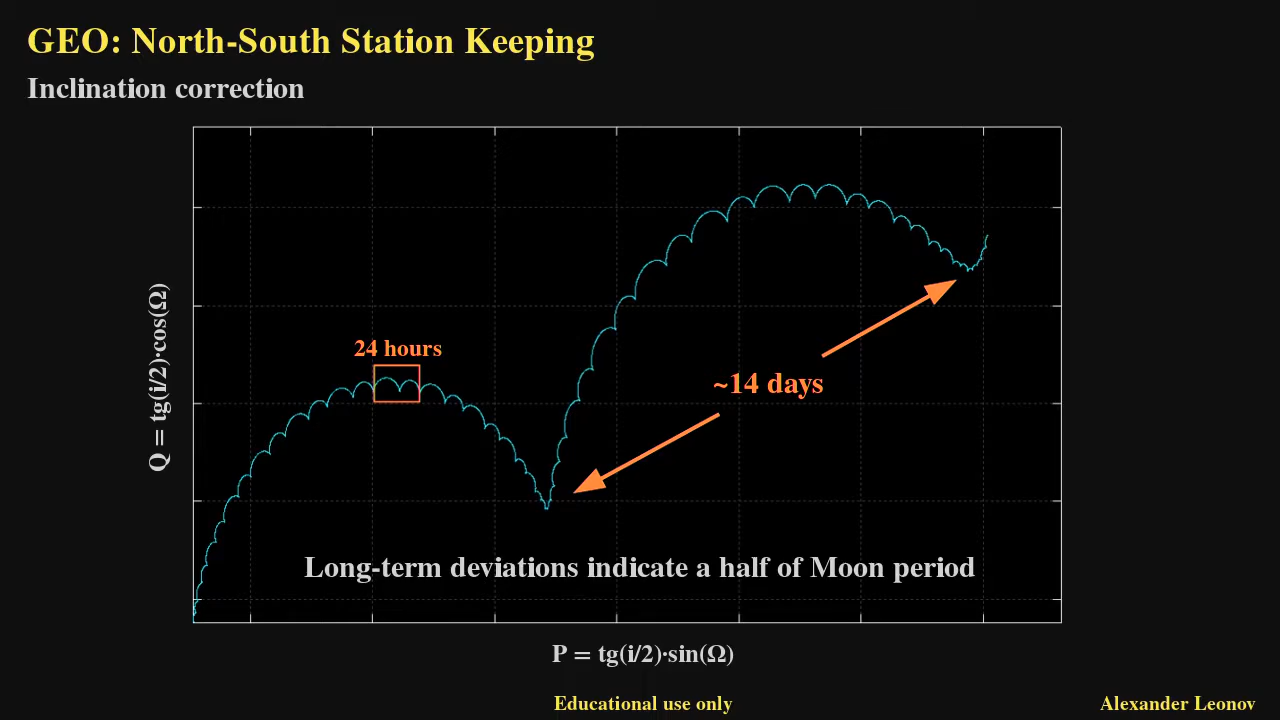 GEO: North-South Station Keeping
Inclination correction
24 hours
~14 days
Q = tg(i/2)·cos(Ω)
Long-term deviations indicate a half of Moon period
P = tg(i/2)·sin(Ω)
Educational use only
Alexander Leonov